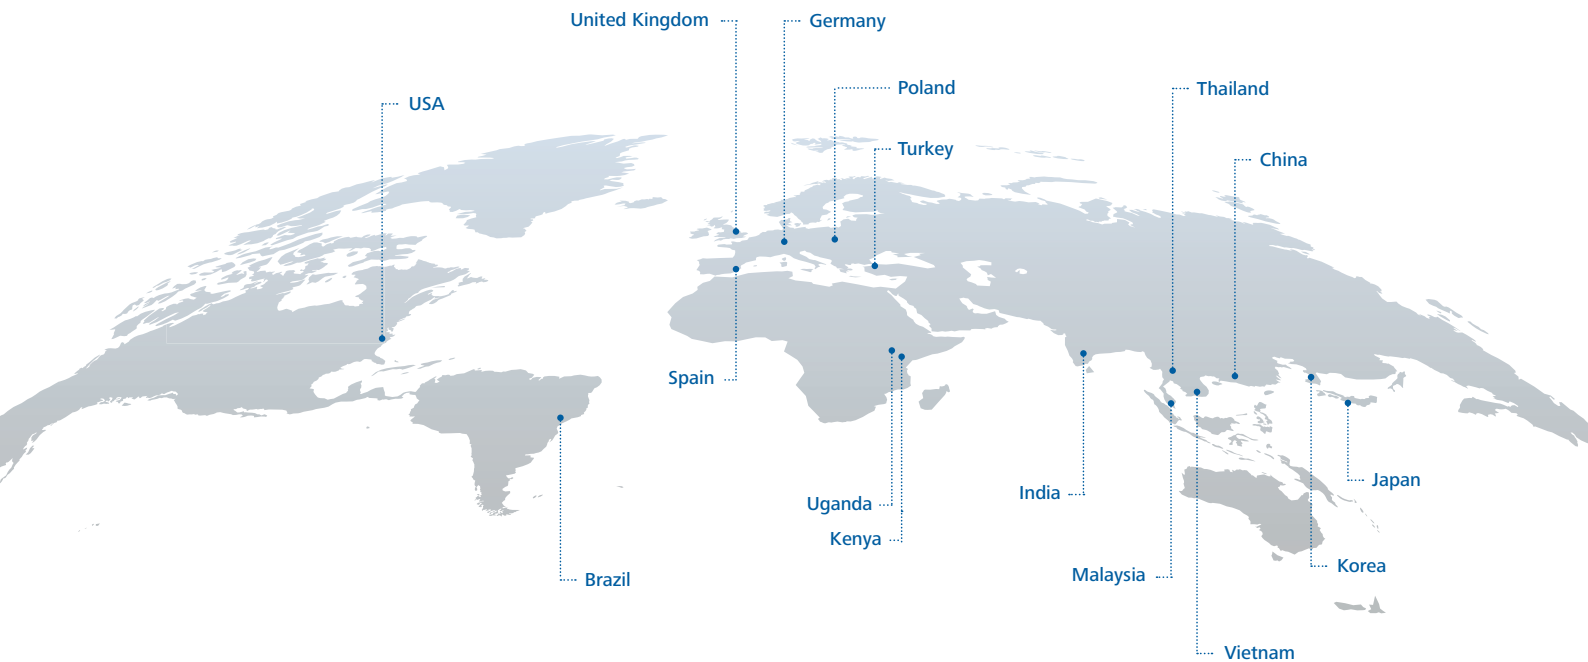 United Kingdom
Germany
Poland
Thailand
USA
Turkey
China
Spain
Japan
India
Uganda
Kenya
Korea
Malaysia
Brazil
Vietnam